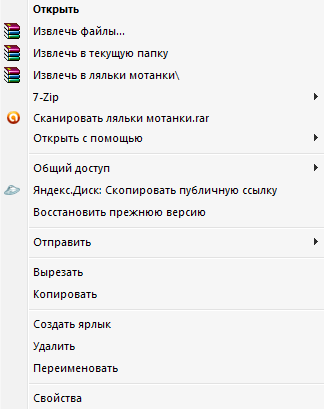 Открыть
Извлечь файлы...
Извлечь в текущую папку
Извлечь в ляльки мотанки\
7-Zip
Сканировать ляльки мотанки.rar
Открыть с помощью
Общий доступ
Яндекс.Диск: Скопировать публичную ссылку
Восстановить прежнюю версию
Отправить
Вырезать
Копировать
Создать ярлык
Удалить
Переименовать
Свойства